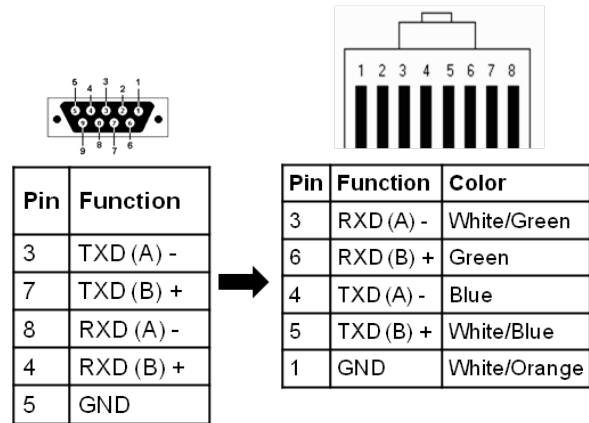 5 4 3 2 1
9 8 7 6
1 2 3 4 5 6 7 8
Pin Function
3 TXD (A) -
7 TXD (B) +
8 RXD (A) -
4 RXD (B) +
5 GND
Pin Function Color
3 RXD (A) - White/Green
6 RXD (B) + Green
4 TXD (A) - Blue
5 TXD (B) + White/Blue
1 GND White/Orange